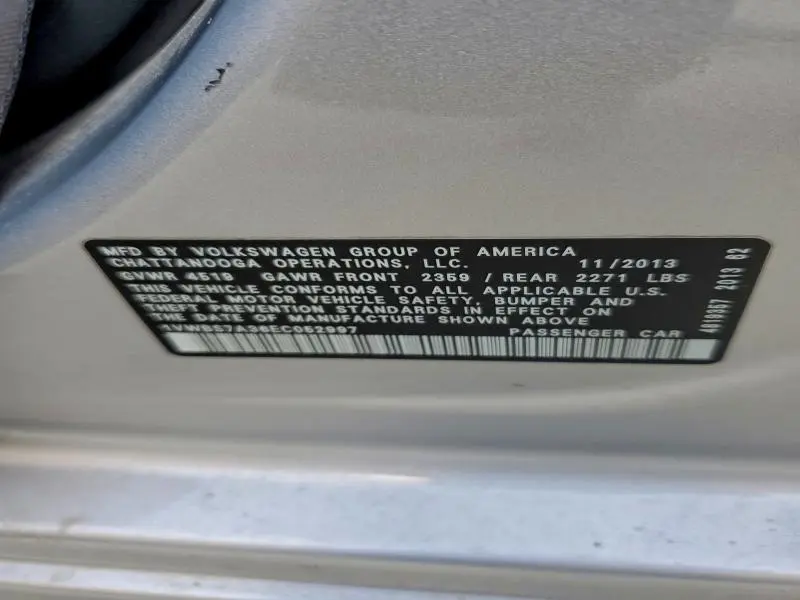 MFD BY VOLKSWAGEN GROUP OF AMERICA
CHATTANOOGA OPERATIONS, LLC. 11/2013
GVWR 4519 GAWR FRONT 2359 / REAR 2271 LBS
THIS VEHICLE CONFORMS TO ALL APPLICABLE U.S.
FEDERAL MOTOR VEHICLE SAFETY, BUMPER AND
THEFT PREVENTION STANDARDS IN EFFECT ON
THE DATE OF MANUFACTURE SHOWN ABOVE
PASSENGER CAR
4819357 2013 62